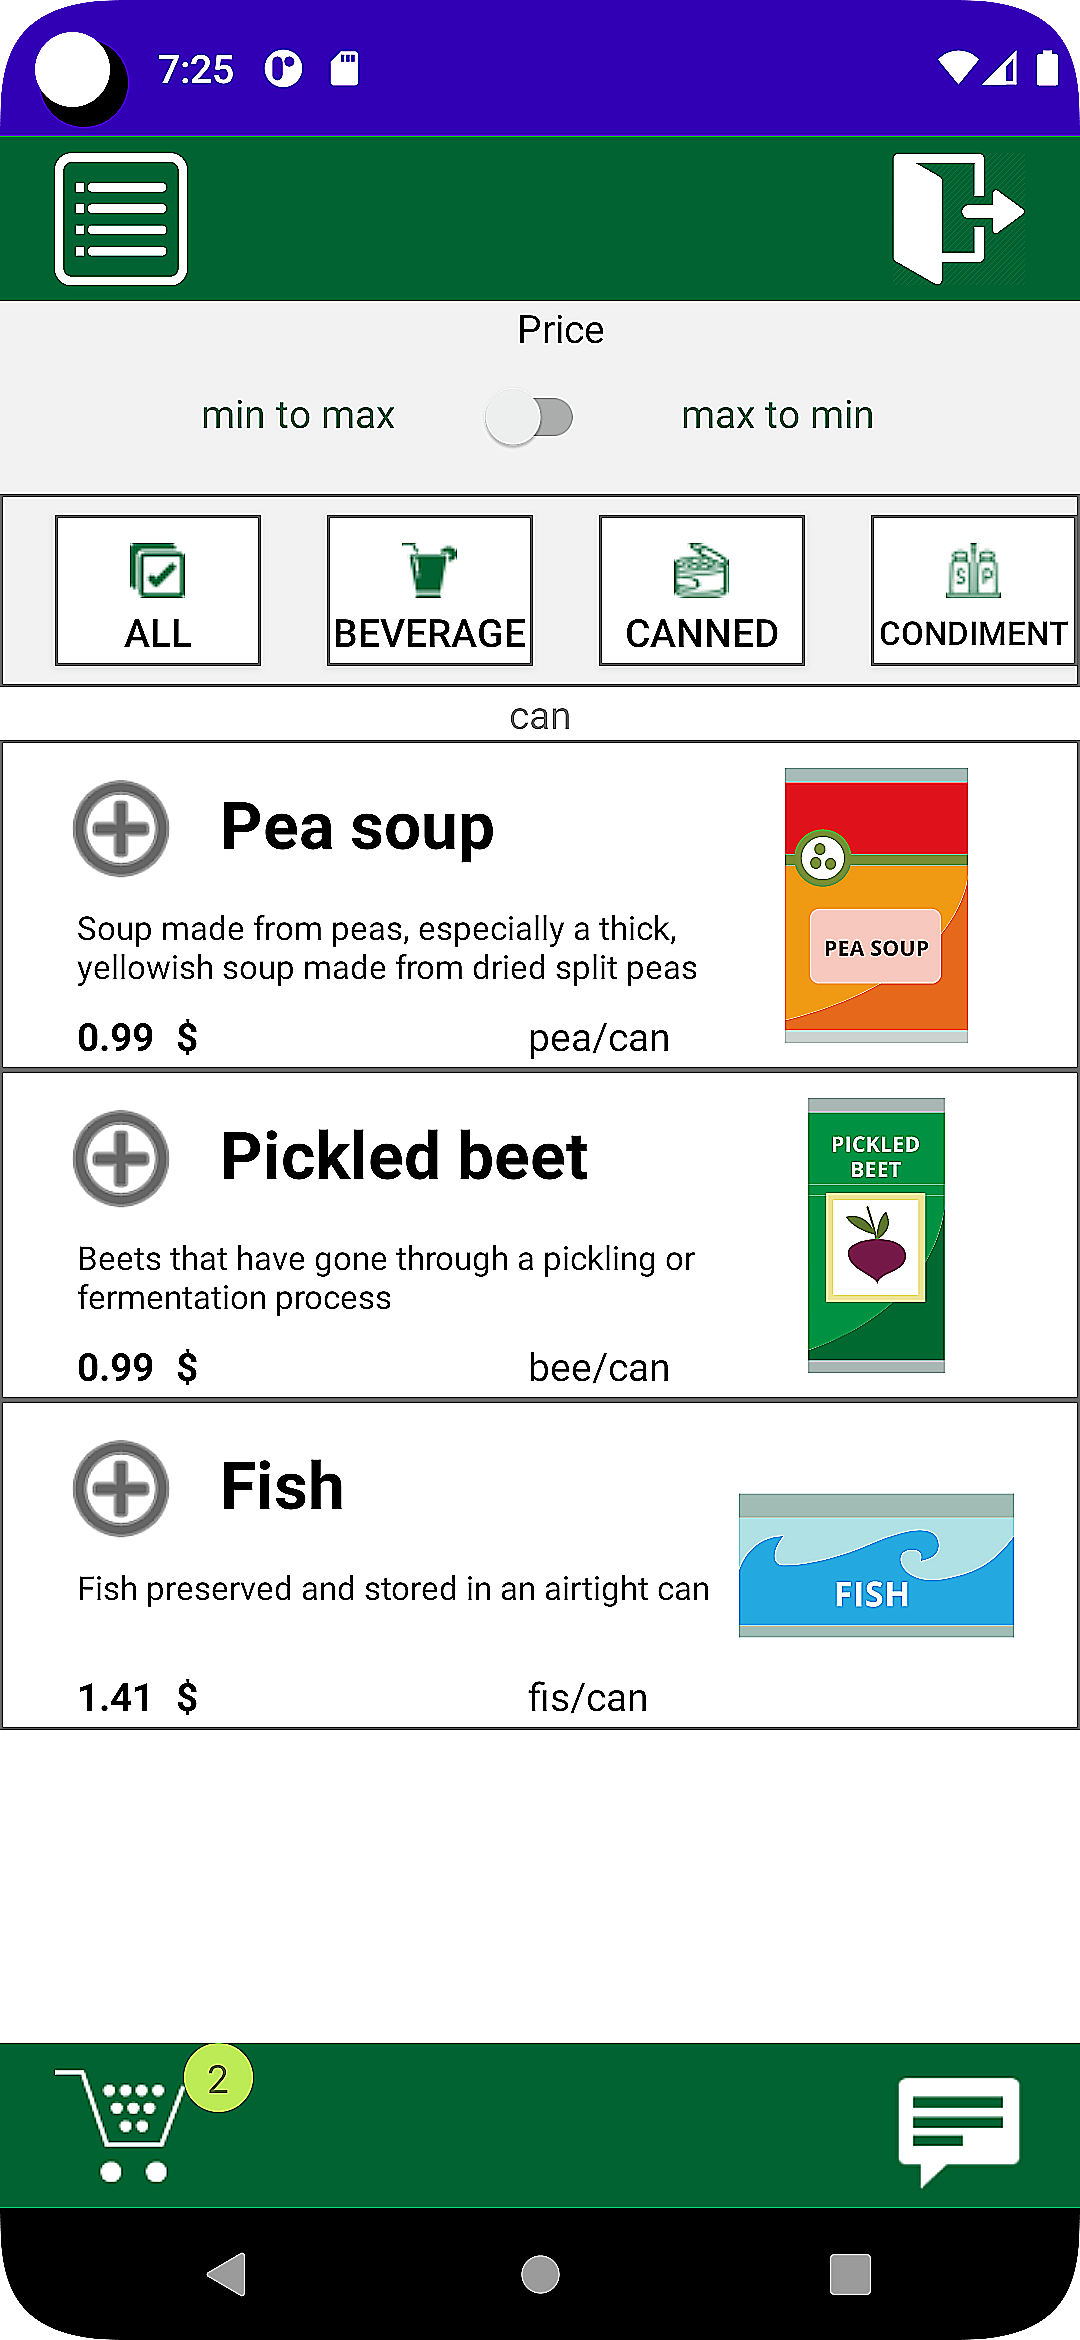 7:25
Price
min to max
max to min
ALL
BEVERAGE
CANNED
CONDIMENT
S P
can
Pea soup
Soup made from peas, especially a thick,
yellowish soup made from dried split peas
0.99 $
pea/can
PEA SOUP
Pickled beet
Beets that have gone through a pickling or
fermentation process
0.99 $
bee/can
PICKLED
BEET
Fish
Fish preserved and stored in an airtight can
1.41 $
fis/can
FISH
2